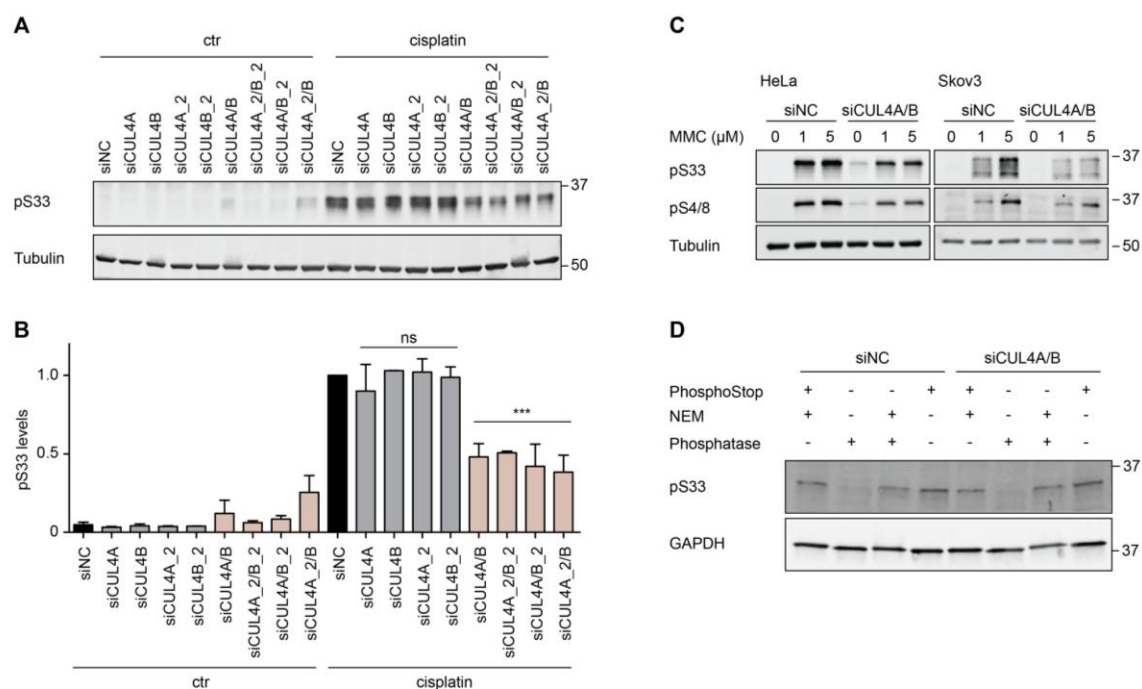 A
ctr cisplatin
siNC siCUL4A siCUL4B siCUL4A_2 siCUL4B_2 siCUL4A/B siCUL4A_2/B_2 siCUL4A/B_2 siCUL4A_2/B siNC siCUL4A siCUL4B siCUL4A_2 siCUL4B_2 siCUL4A/B siCUL4A_2/B_2 siCUL4A/B_2 siCUL4A_2/B
pS33 37
Tubulin 50
B
ns
***
pS33 levels
1.0
0.5
0
siNC siCUL4A siCUL4B siCUL4A_2 siCUL4B_2 siCUL4A/B siCUL4A_2/B_2 siCUL4A/B_2 siCUL4A_2/B siNC siCUL4A siCUL4B siCUL4A_2 siCUL4B_2 siCUL4A/B siCUL4A_2/B_2 siCUL4A/B_2 siCUL4A_2/B
ctr cisplatin
C
HeLa Skov3
siNC siCUL4A/B siNC siCUL4A/B
MMC (µM) 0 1 5 0 1 5 0 1 5 0 1 5
pS33 37
pS4/8 37
Tubulin 50
D
siNC siCUL4A/B
PhosphoStop + - - + + - - +
NEM + - + - + - + -
Phosphatase - + + - - + + -
pS33 37
GAPDH 37